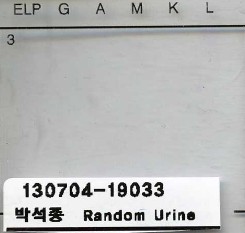 ELP G A M K L
3
130704-19033
박석종 Random Urine